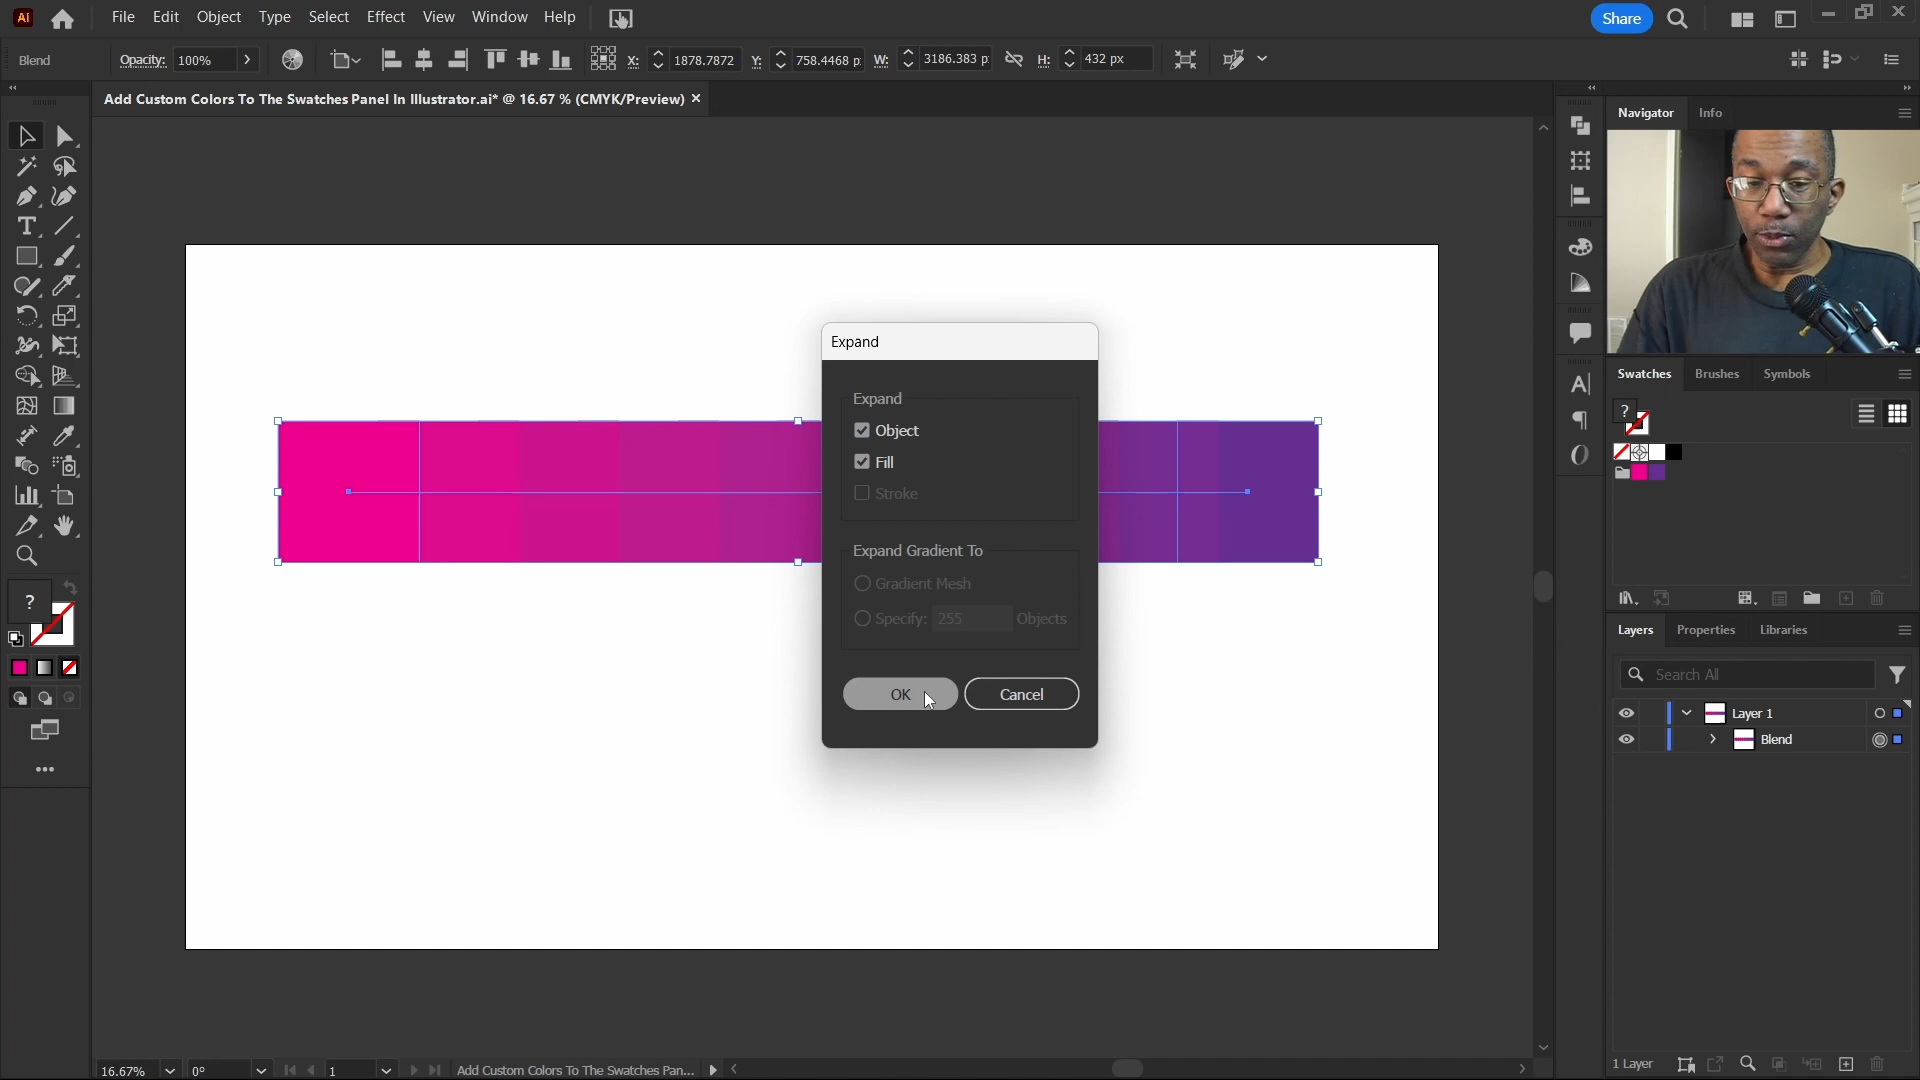 Ai File Edit Object Type Select Effect View Window Help Share
Blend Opacity: 100% X: 1878.7872 Y: 758.4468 p W: 3186.383 p H: 432 px
Add Custom Colors To The Swatches Panel In Illustrator.ai* @ 16.67 % (CMYK/Preview)
Navigator Info
Expand
Expand
Object
Fill
Stroke
Expand Gradient To
Gradient Mesh
Specify: 255 Objects
OK Cancel
Swatches Brushes Symbols
?
?
Layers Properties Libraries
Search All
Layer 1
Blend
1 Layer
16.67% 0° 1 Add Custom Colors To The Swatches Pan...